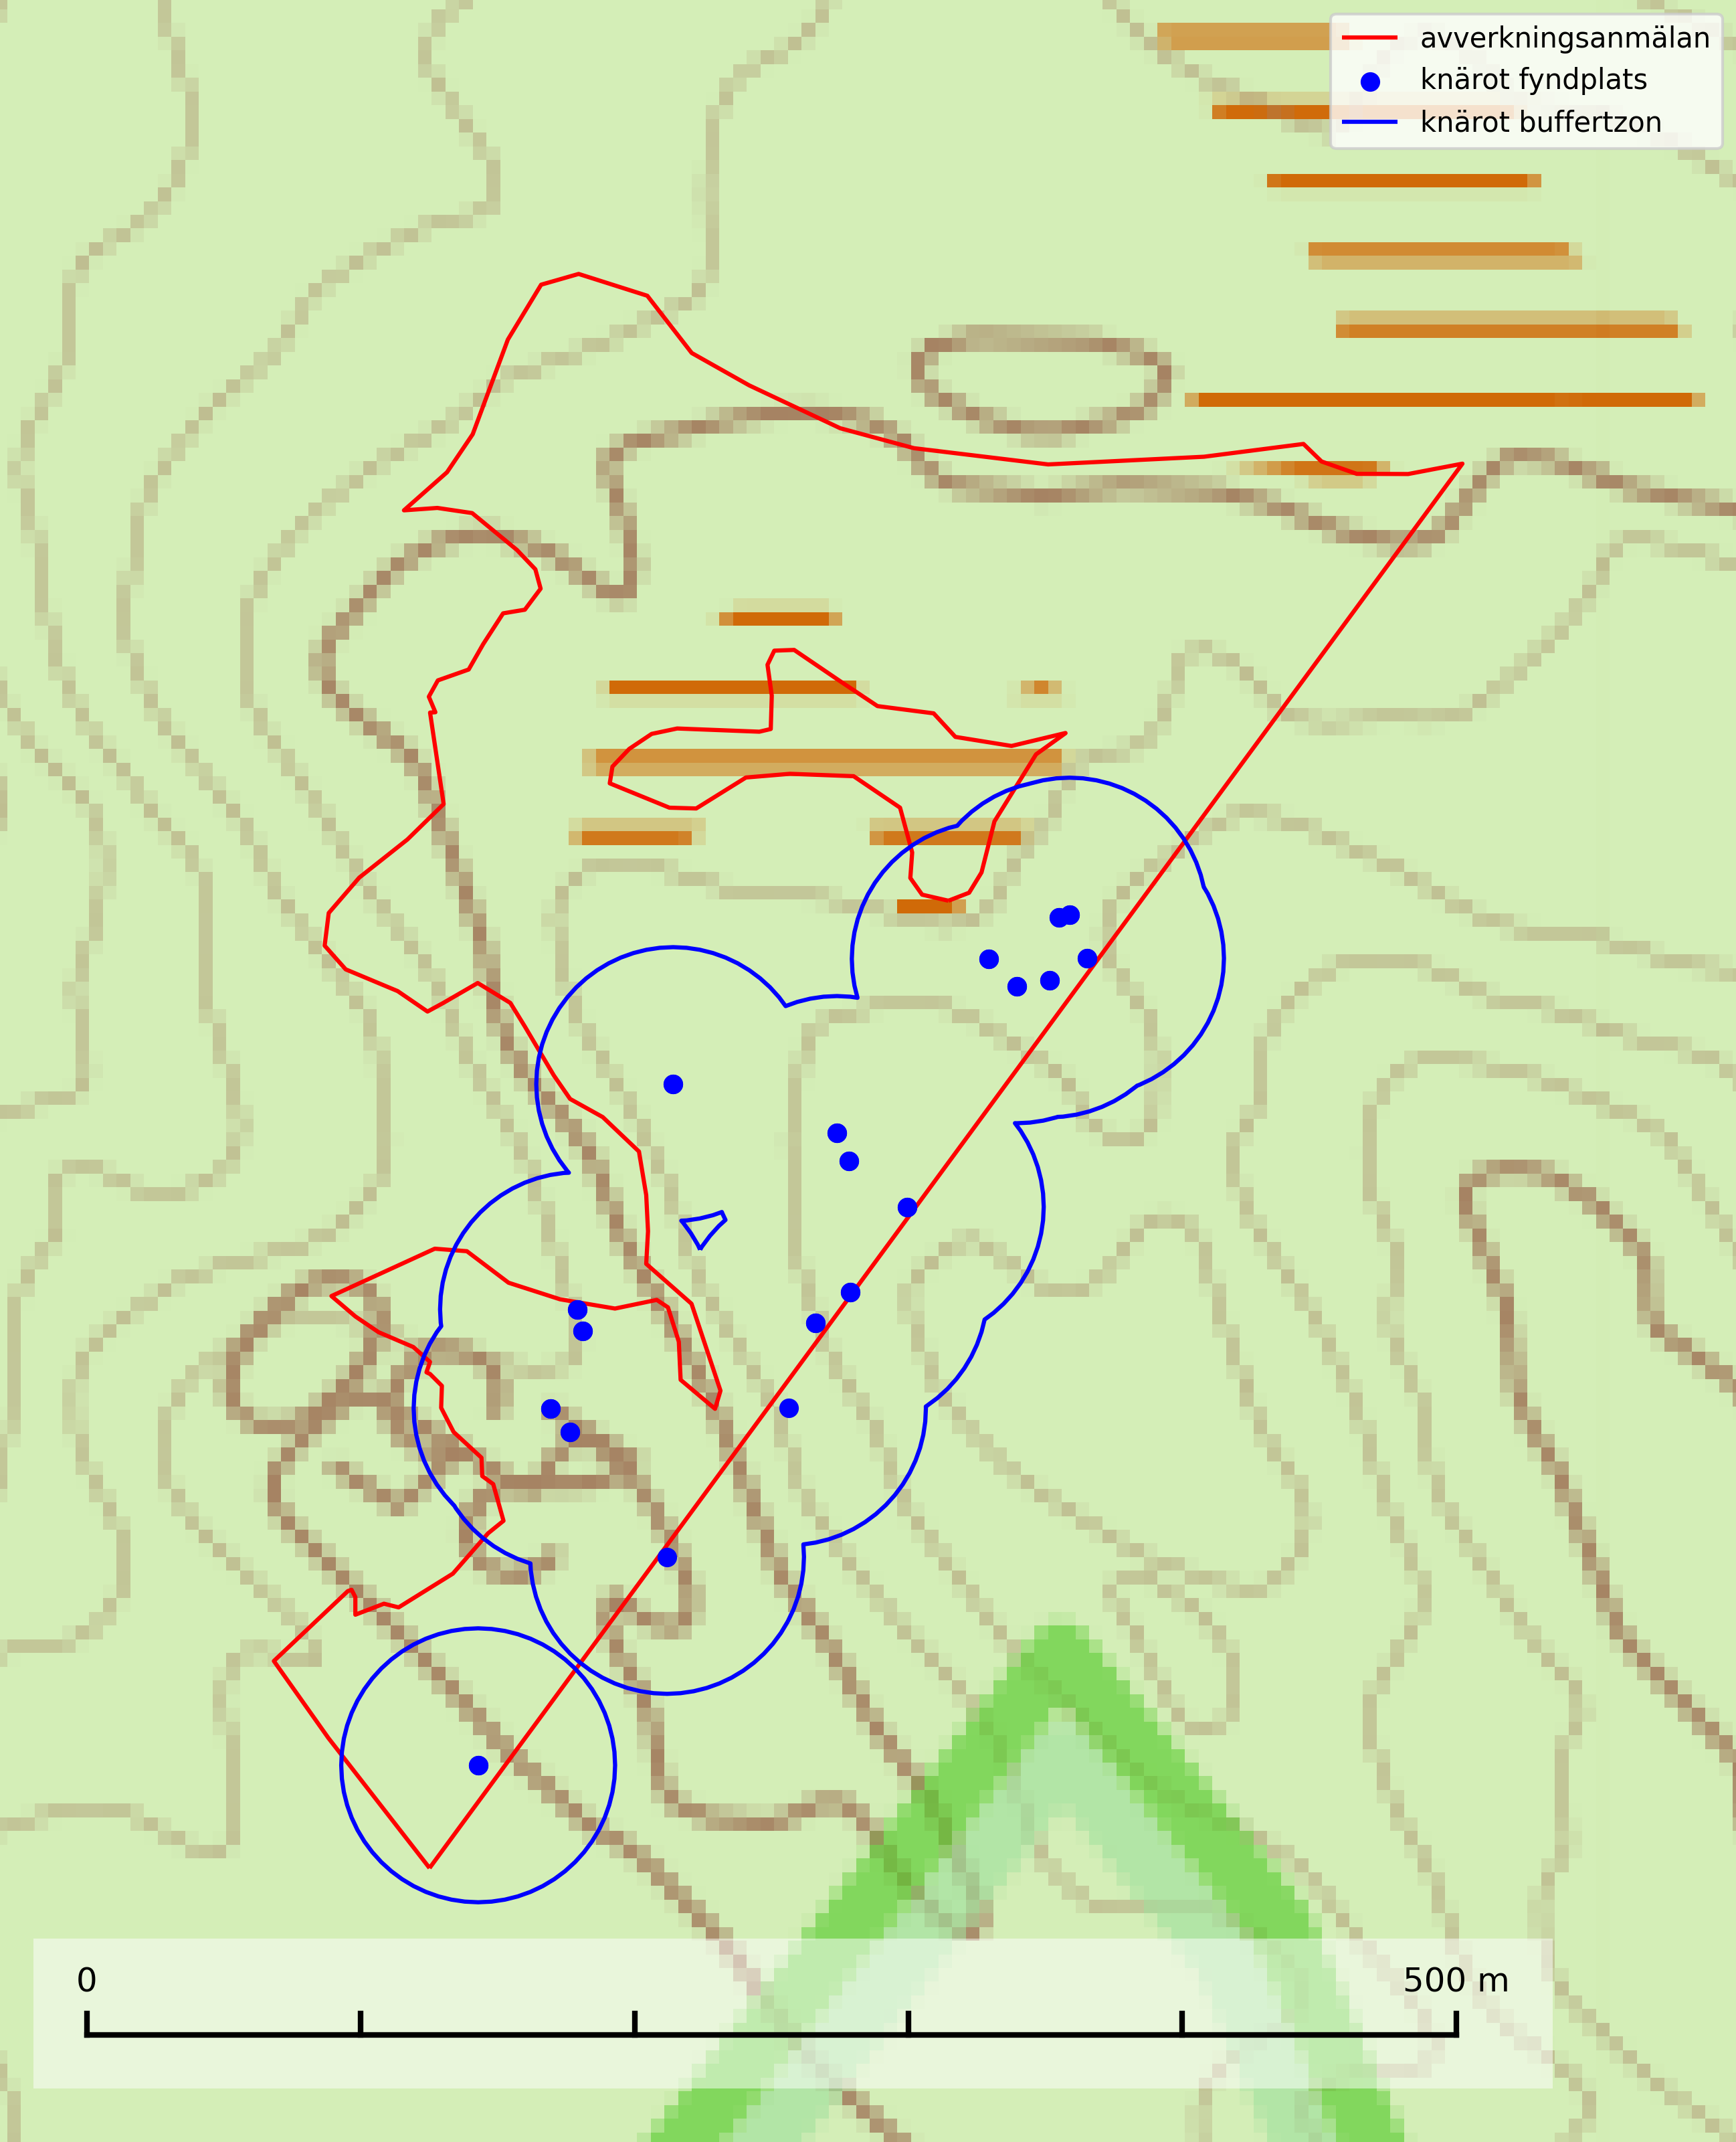 avverkningsanmälan
knärot fyndplats
knärot buffertzon
0
500 m